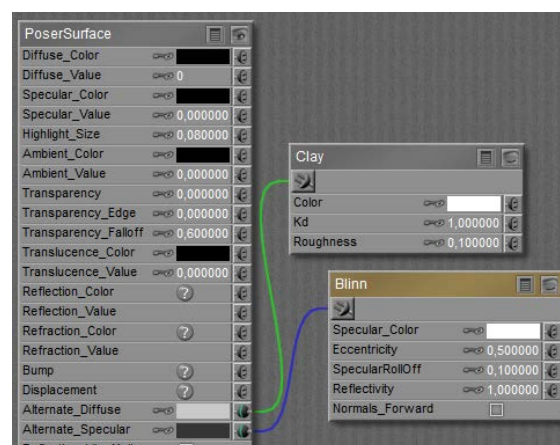 PoserSurface
Diffuse_Color
Diffuse_Value 0
Specular_Color
Specular_Value 0,000000
Highlight_Size 0,080000
Ambient_Color
Ambient_Value 0,000000
Transparency 0,000000
Transparency_Edge 0,000000
Transparency_Falloff 0,600000
Translucence_Color
Translucence_Value 0,000000
Reflection_Color ?
Reflection_Value
Refraction_Color ?
Refraction_Value
Bump ?
Displacement ?
Alternate_Diffuse
Alternate_Specular
Clay
Color
Kd 1,000000
Roughness 0,100000
Blinn
Specular_Color
Eccentricity 0,500000
SpecularRollOff 0,100000
Reflectivity 1,000000
Normals_Forward